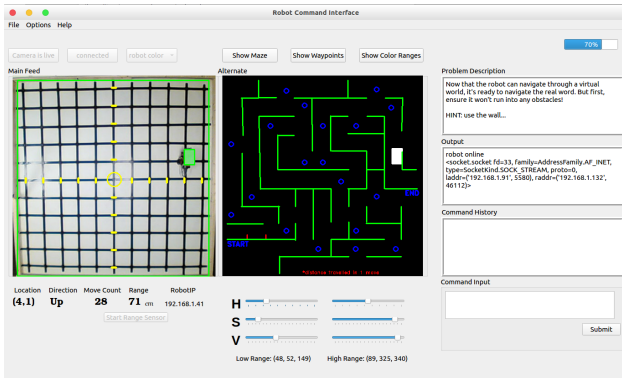 Robot Command Interface
File Options Help
70%
Camera is live connected robot color
Show Maze Show Waypoints Show Color Ranges
Main Feed
Alternate
START
END
*Distance traveled in 1 score
Problem Description
Now that the robot can navigate through a virtual
world, it's ready to navigate the real word. But first,
ensure it won't run into any obstacles!
HINT: use the wall...
Output
robot online
<socket.socket fd=33, family=AddressFamily.AF_INET,
type=SocketKind.SOCK_STREAM, proto=0,
laddr=('192.168.1.91', 5580), raddr=('192.168.1.132',
46112)>
Command History
Command Input
Submit
Location Direction Move Count Range RobotIP
(4,1) Up 28 71 cm 192.168.1.41
Start Range Sensor
H
S
V
Low Range: (48, 52, 149) High Range: (89, 325, 340)